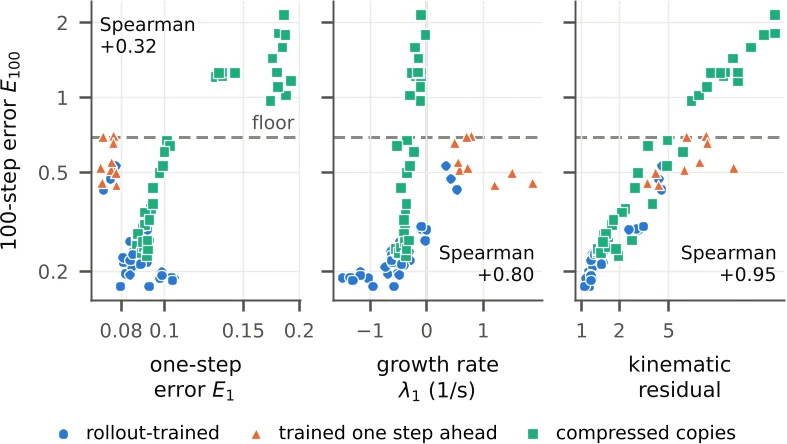 100-step error E100
2
1
0.5
0.2
Spearman
+0.32
floor
0.08 0.1 0.15 0.2
one-step
error E1
Spearman
+0.80
−1 0 1
growth rate
λ1 (1/s)
Spearman
+0.95
1 2 5
kinematic
residual
rollout-trained
trained one step ahead
compressed copies